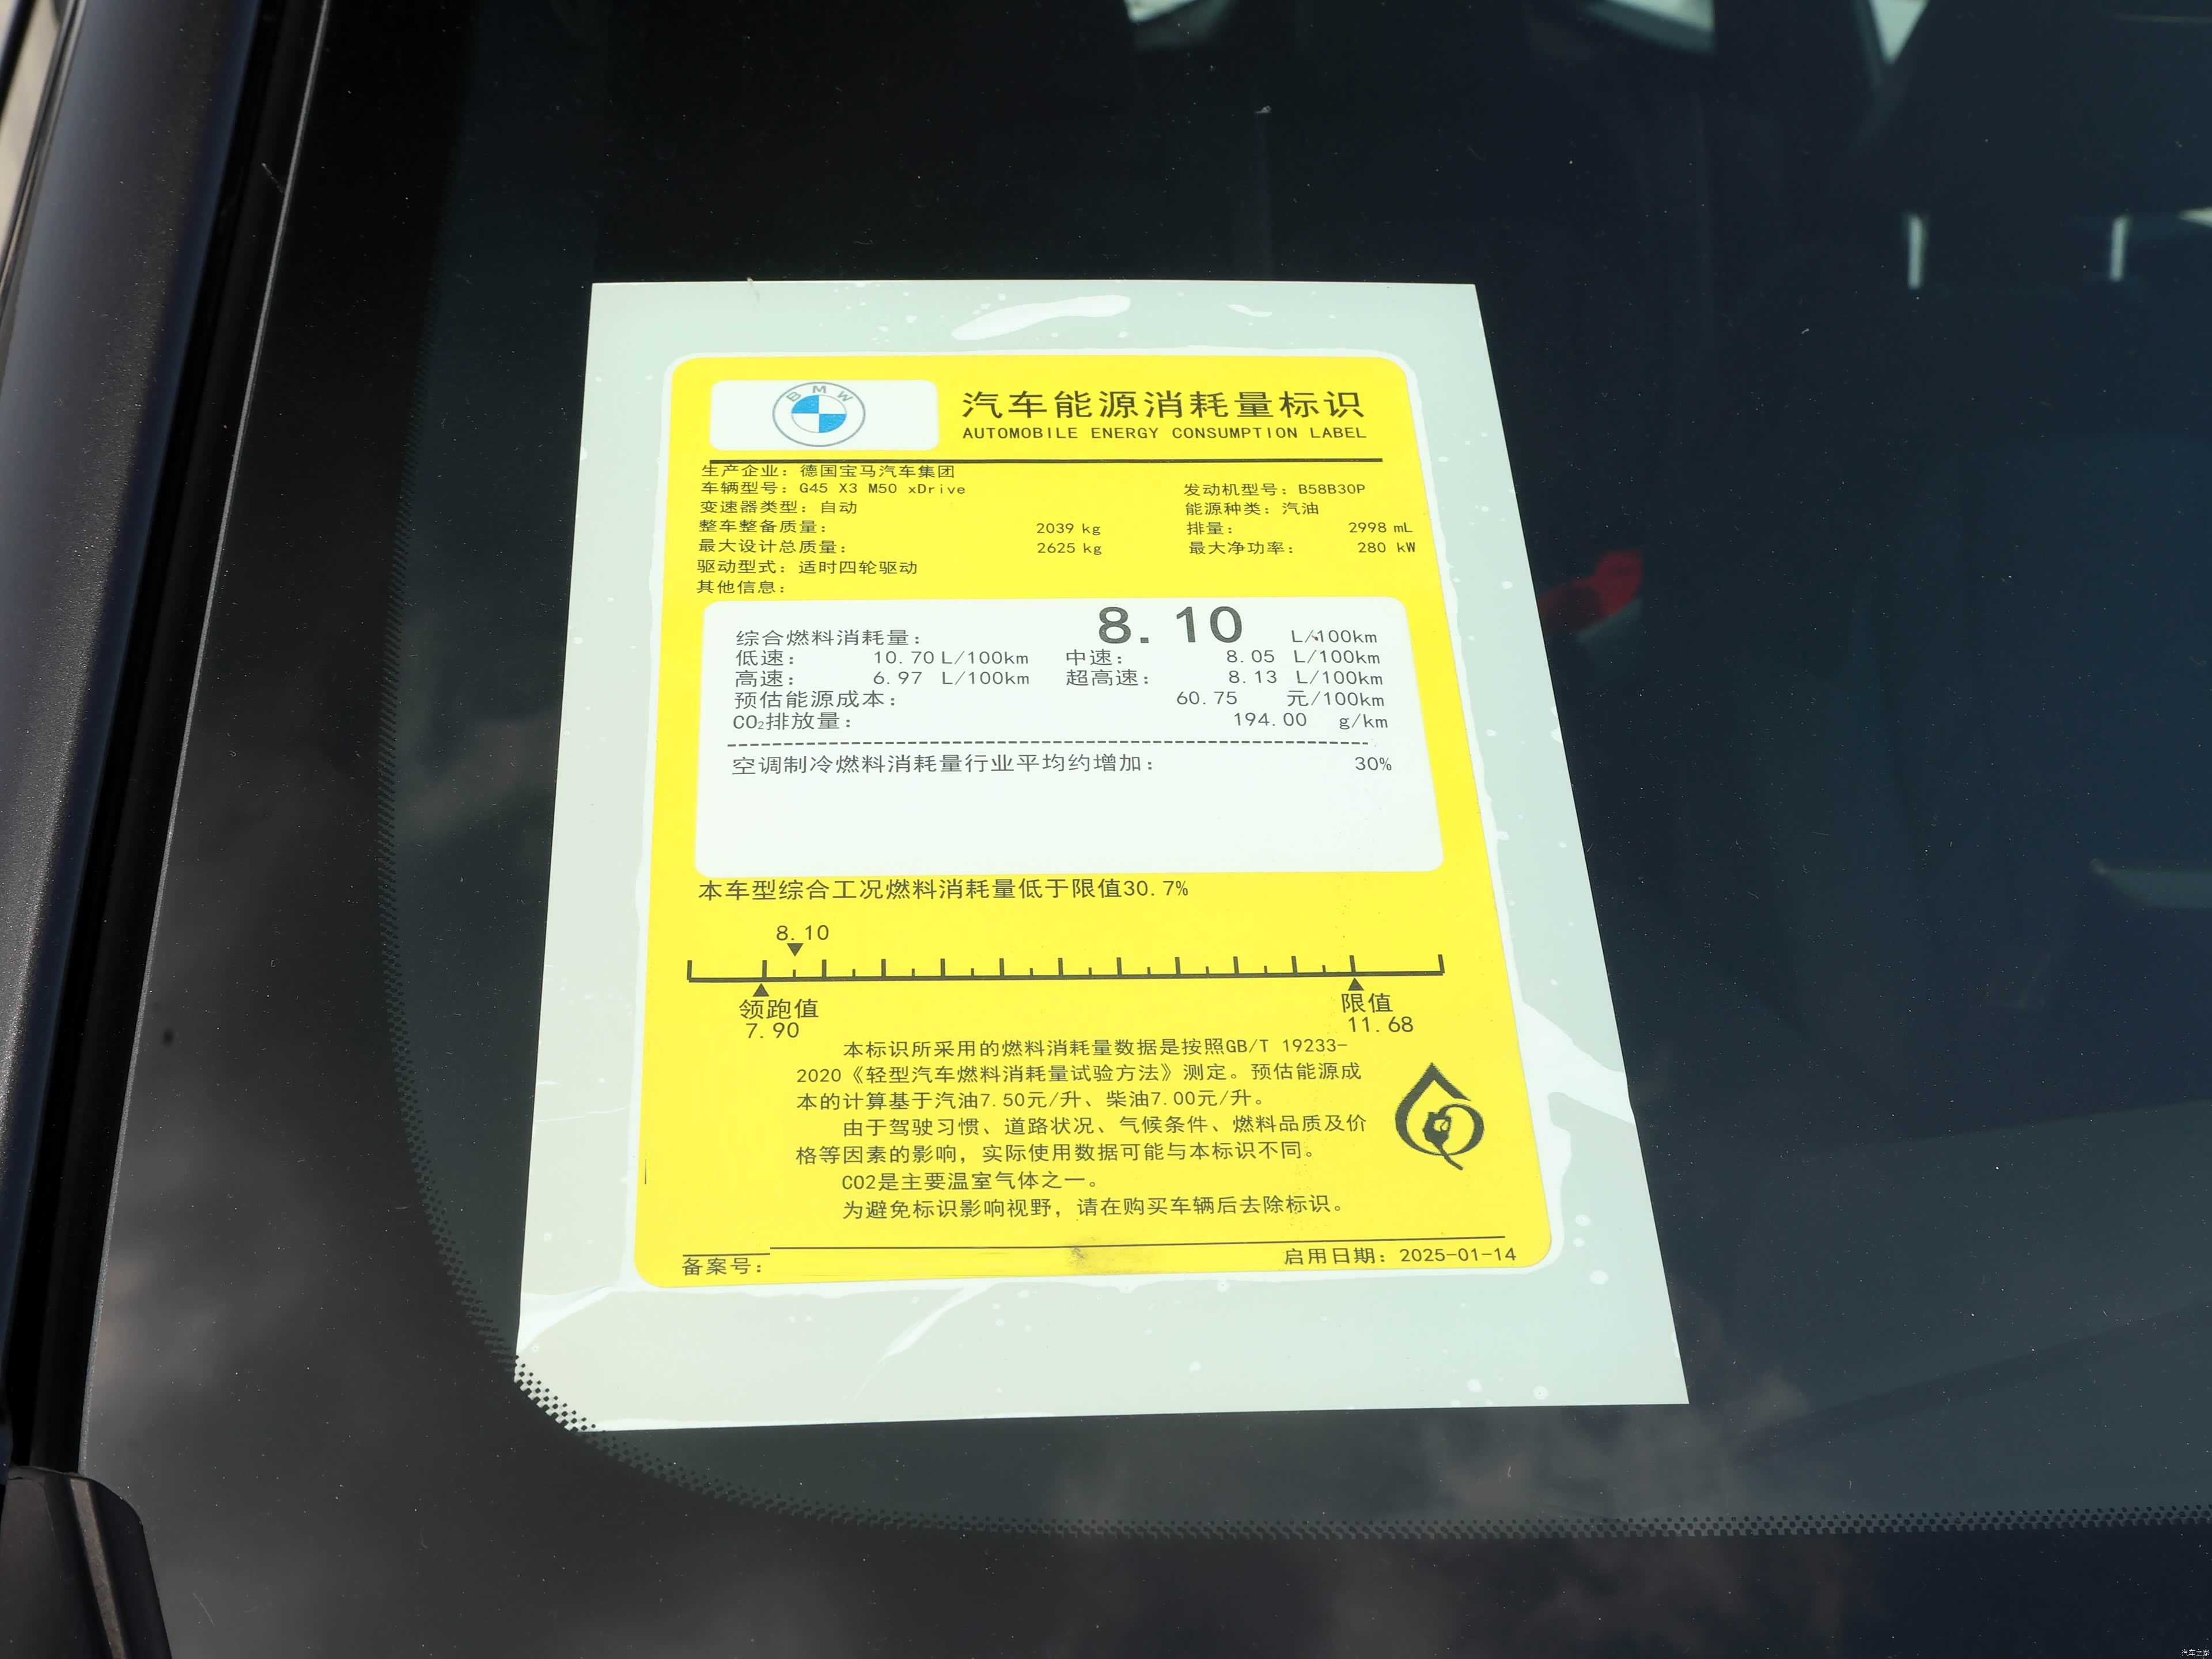 BMW
汽车能源消耗量标识
AUTOMOBILE ENERGY CONSUMPTION LABEL
生产企业：德国宝马汽车集团
车辆型号：G45 X3 M50 xDrive 发动机型号：B58B30P
变速器类型：自动 能源种类：汽油
整车整备质量： 2039 kg 排量： 2998 mL
最大设计总质量： 2625 kg 最大净功率： 280 kW
驱动型式：适时四轮驱动
其他信息：
综合燃料消耗量： 8.10 L/100km
低速： 10.70 L/100km 中速： 8.05 L/100km
高速： 6.97 L/100km 超高速： 8.13 L/100km
预估能源成本： 60.75 元/100km
CO₂排放量： 194.00 g/km
空调制冷燃料消耗量行业平均约增加： 30%
本车型综合工况燃料消耗量低于限值30.7%
8.10
领跑值 限值
7.90 11.68
本标识所采用的燃料消耗量数据是按照GB/T 19233-
2020《轻型汽车燃料消耗量试验方法》测定。预估能源成
本的计算基于汽油7.50元/升、柴油7.00元/升。
由于驾驶习惯、道路状况、气候条件、燃料品质及价
格等因素的影响，实际使用数据可能与本标识不同。
CO2是主要温室气体之一。
为避免标识影响视野，请在购买车辆后去除标识。
备案号： 启用日期：2025-01-14
汽车之家